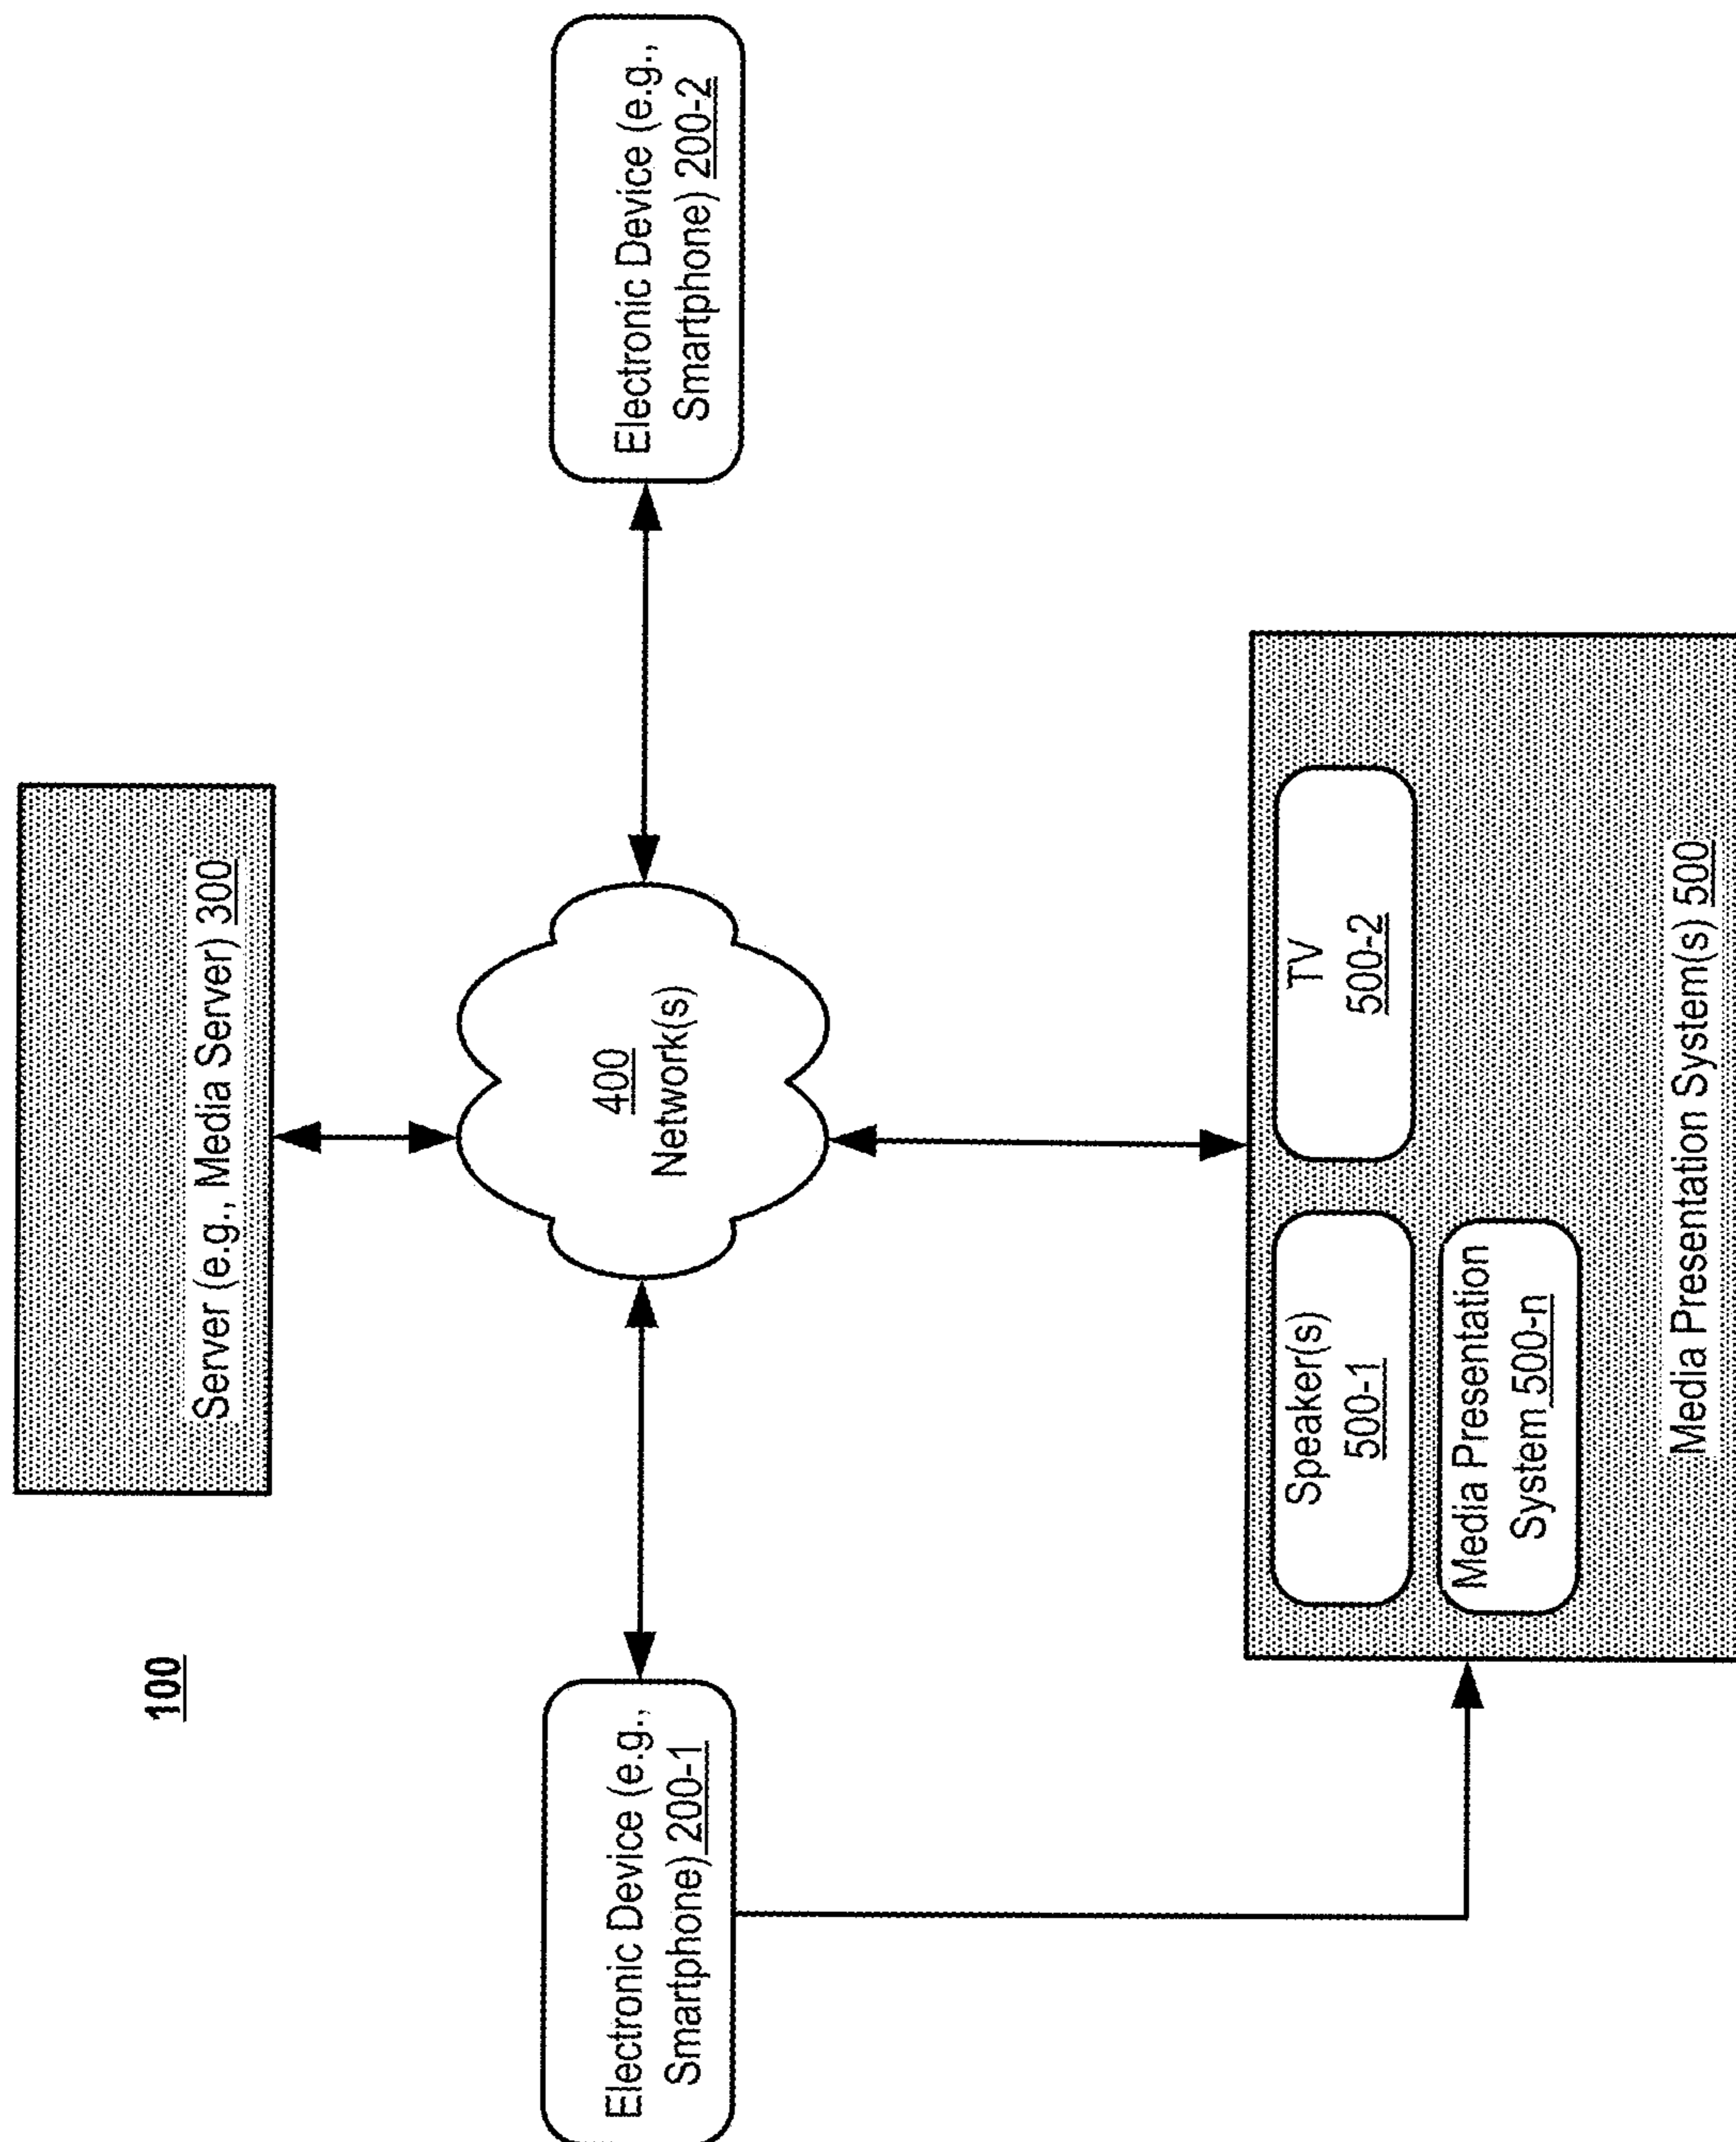 100
Server (e.g., Media Server) 300
Electronic Device (e.g.,
Smartphone) 200-1
400
Network(s)
Electronic Device (e.g.,
Smartphone) 200-2
Speaker(s)
500-1
TV
500-2
Media Presentation
System 500-n
Media Presentation System(s) 500